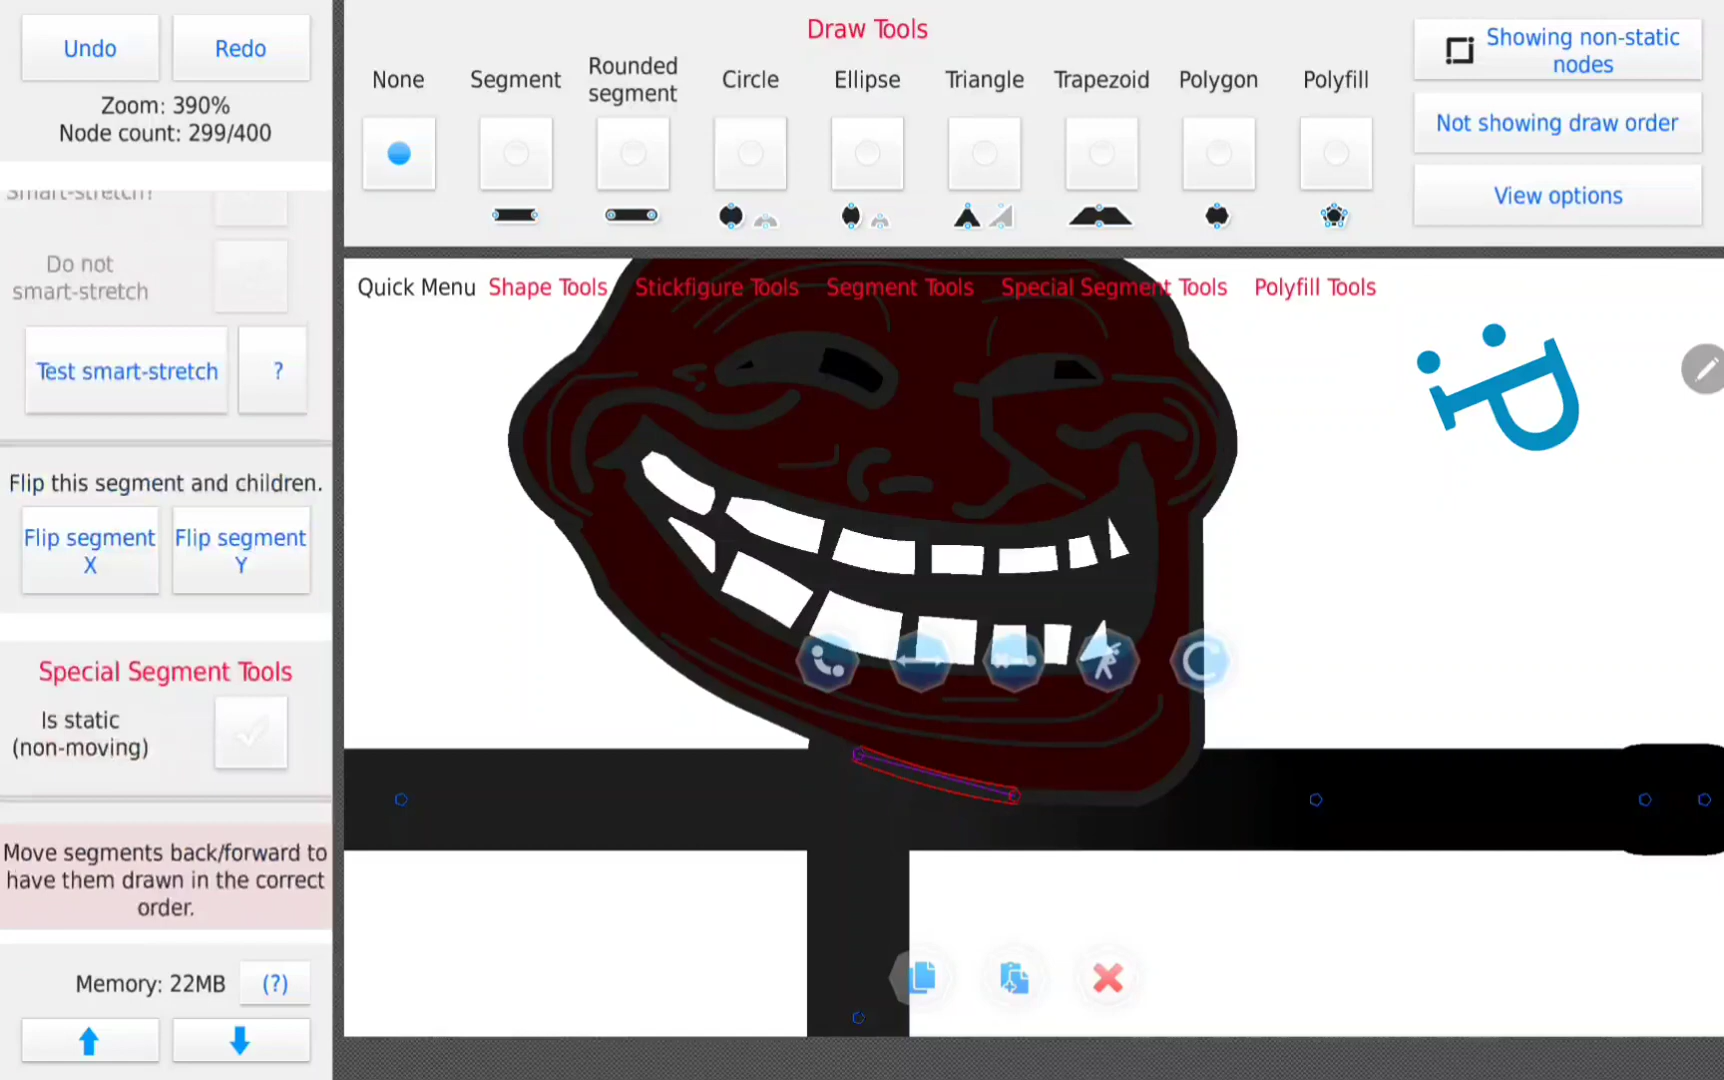 Undo
Redo
Zoom: 390%
Node count: 299/400
Smart-stretch?
Do not
smart-stretch
Test smart-stretch
?
Flip this segment and children.
Flip segment
X
Flip segment
Y
Special Segment Tools
Is static
(non-moving)
Move segments back/forward to
have them drawn in the correct
order.
Memory: 22MB
(?)
Draw Tools
None
Segment
Rounded
segment
Circle
Ellipse
Triangle
Trapezoid
Polygon
Polyfill
Showing non-static
nodes
Not showing draw order
View options
Quick Menu
Shape Tools
Stickfigure Tools
Segment Tools
Special Segment Tools
Polyfill Tools